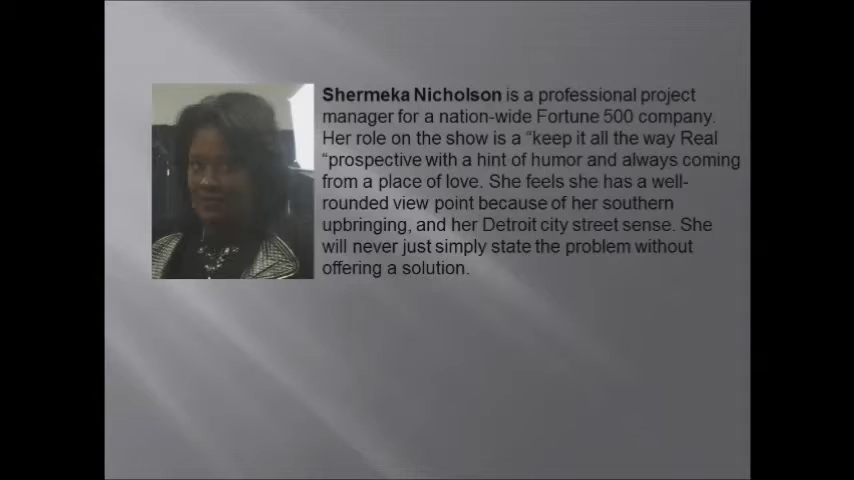 Shermeka Nicholson is a professional project
manager for a nation-wide Fortune 500 company.
Her role on the show is a “keep it all the way Real
“prospective with a hint of humor and always coming
from a place of love. She feels she has a well-
rounded view point because of her southern
upbringing, and her Detroit city street sense. She
will never just simply state the problem without
offering a solution.